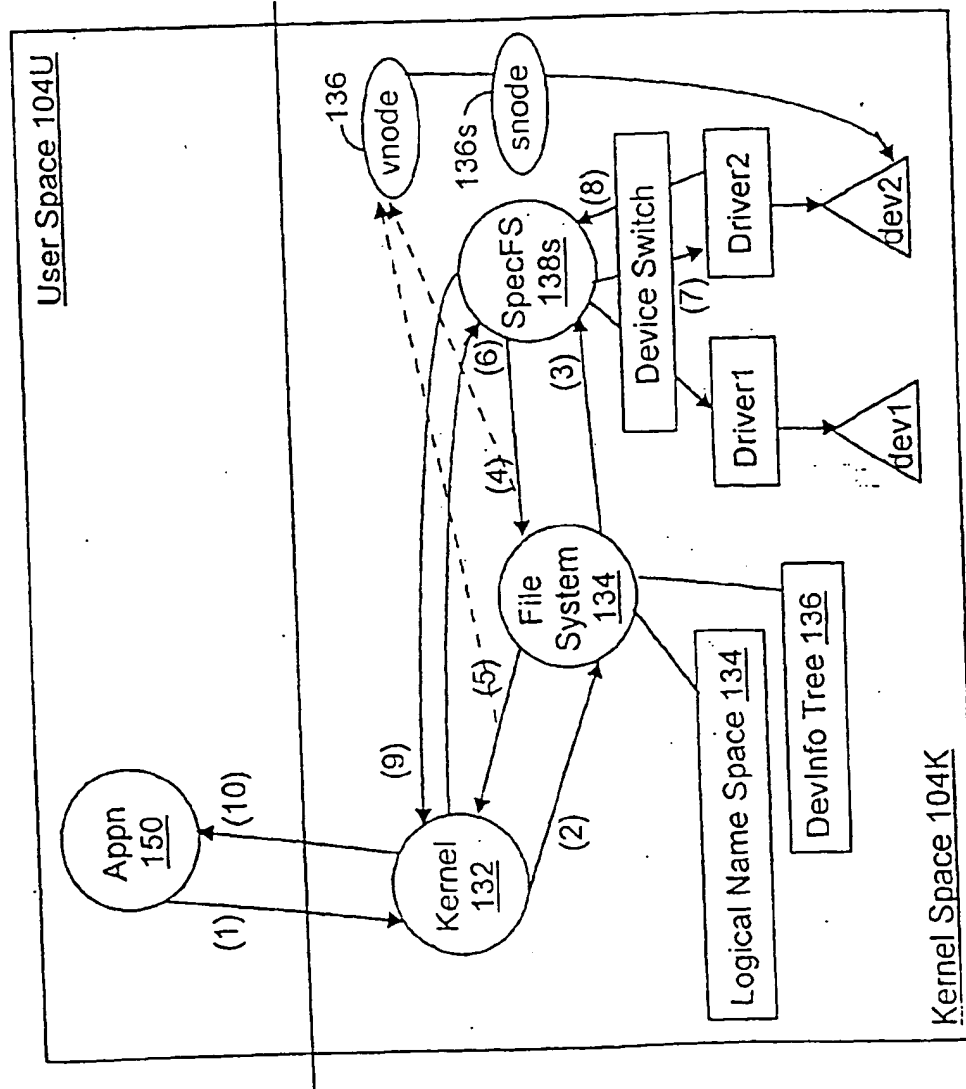 User Space 104U
Appn
150
(1)
(10)
Kernel
132
(9)
(2)
(5)
File
System
134
(4)
(6)
(3)
SpecFS
138s
136
vnode
136s
snode
(8)
Device Switch
(7)
Driver1
Driver2
dev1
dev2
Logical Name Space 134
DevInfo Tree 136
Kernel Space 104K